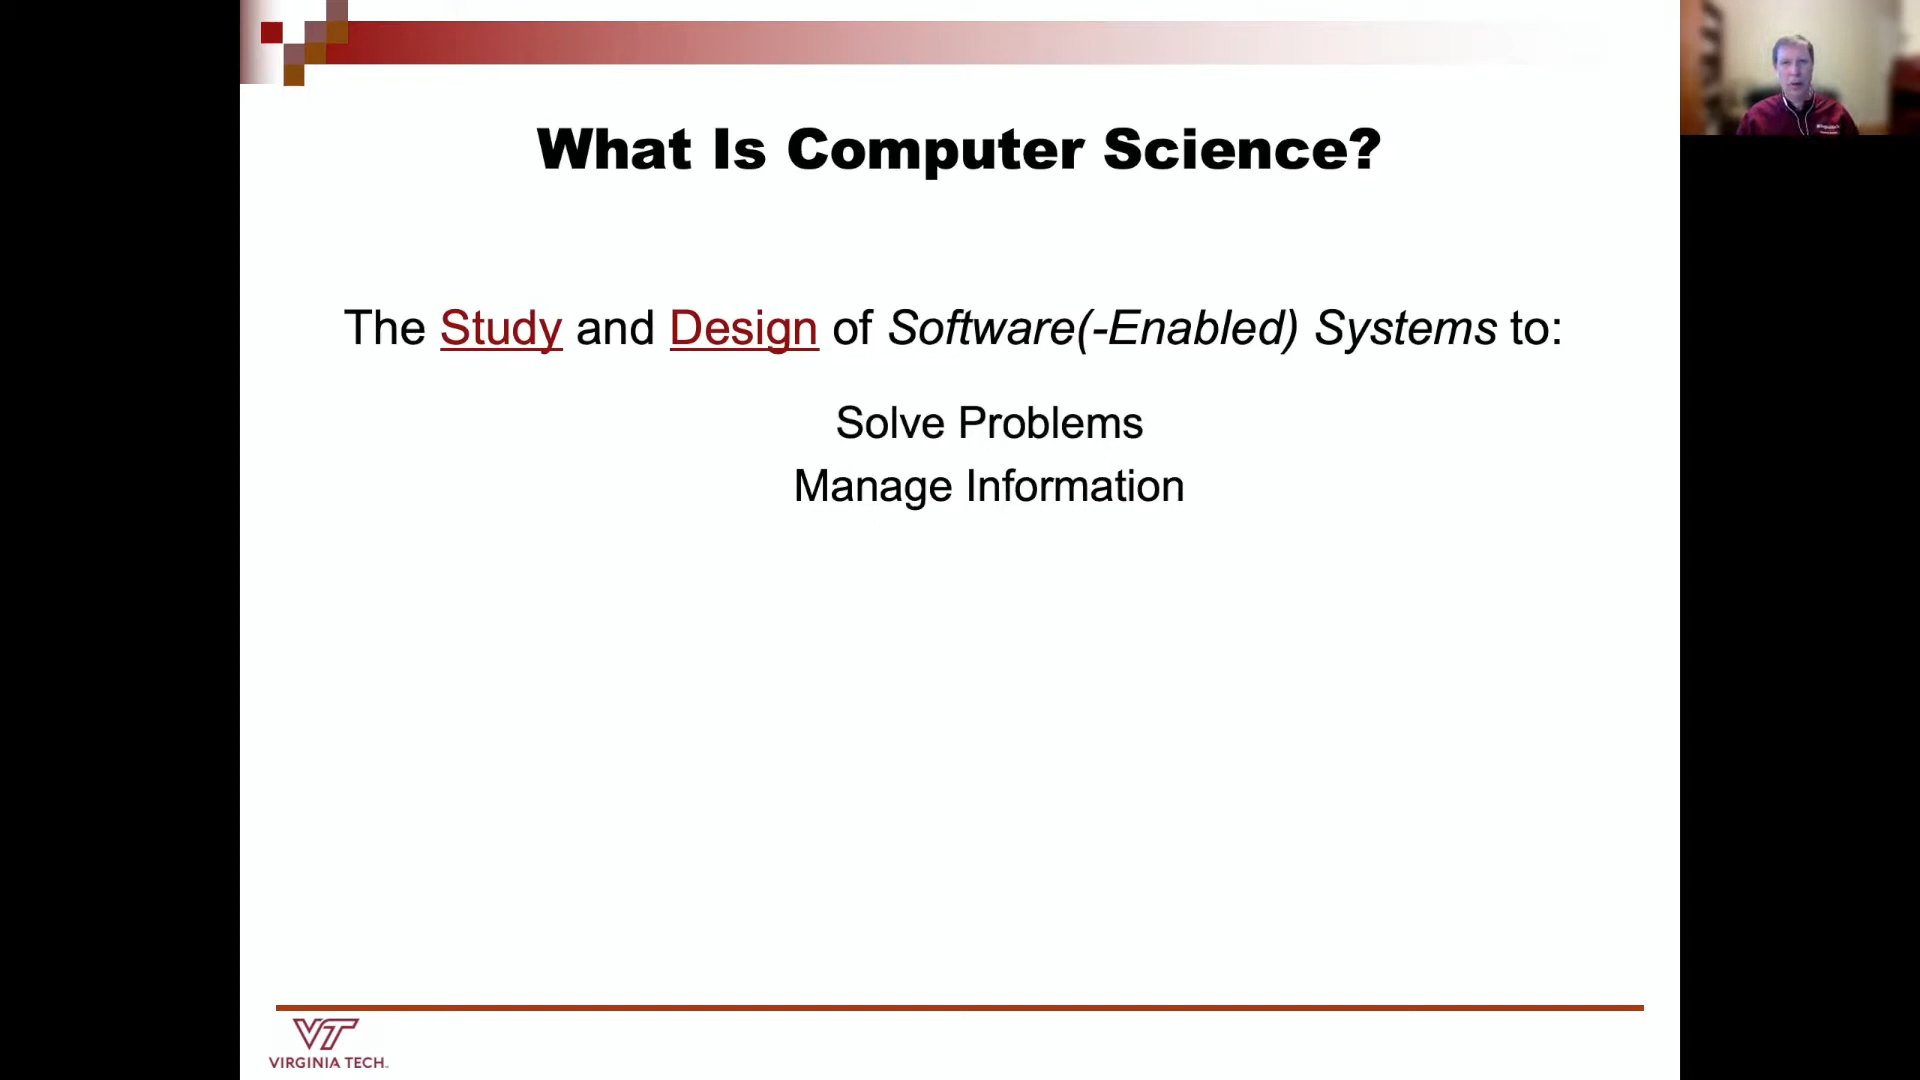 What Is Computer Science?
The Study and Design of Software(-Enabled) Systems to:
Solve Problems
Manage Information
VT
VIRGINIA TECH